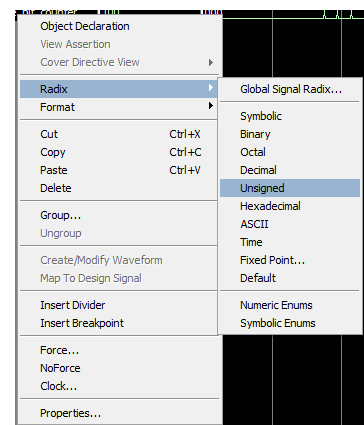 bit_counter
Object Declaration
View Assertion
Cover Directive View
Radix
Format
Cut Ctrl+X
Copy Ctrl+C
Paste Ctrl+V
Delete
Group...
Ungroup
Create/Modify Waveform
Map To Design Signal
Insert Divider
Insert Breakpoint
Force...
NoForce
Clock...
Properties...
Global Signal Radix...
Symbolic
Binary
Octal
Decimal
Unsigned
Hexadecimal
ASCII
Time
Fixed Point...
Default
Numeric Enums
Symbolic Enums